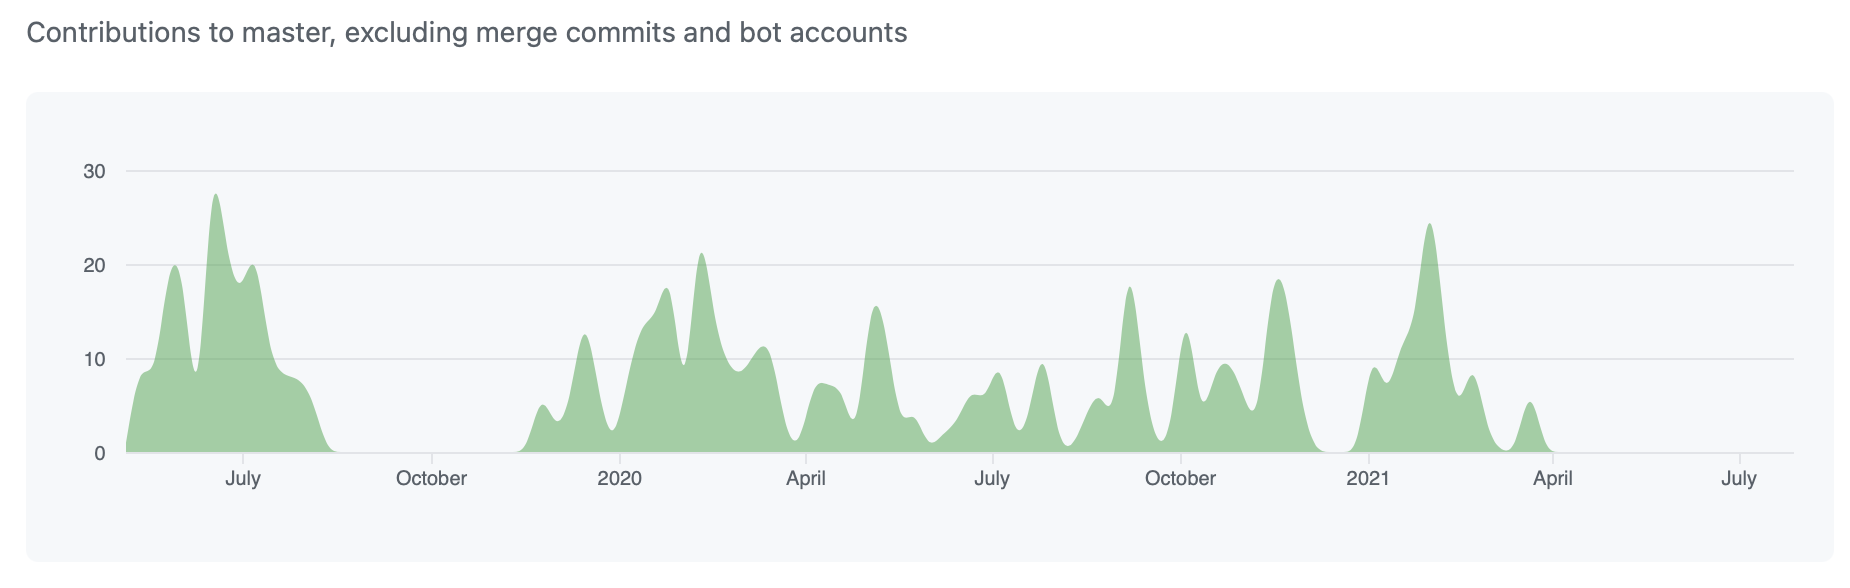 Contributions to master, excluding merge commits and bot accounts
30
20
10
0
July October 2020 April July October 2021 April July